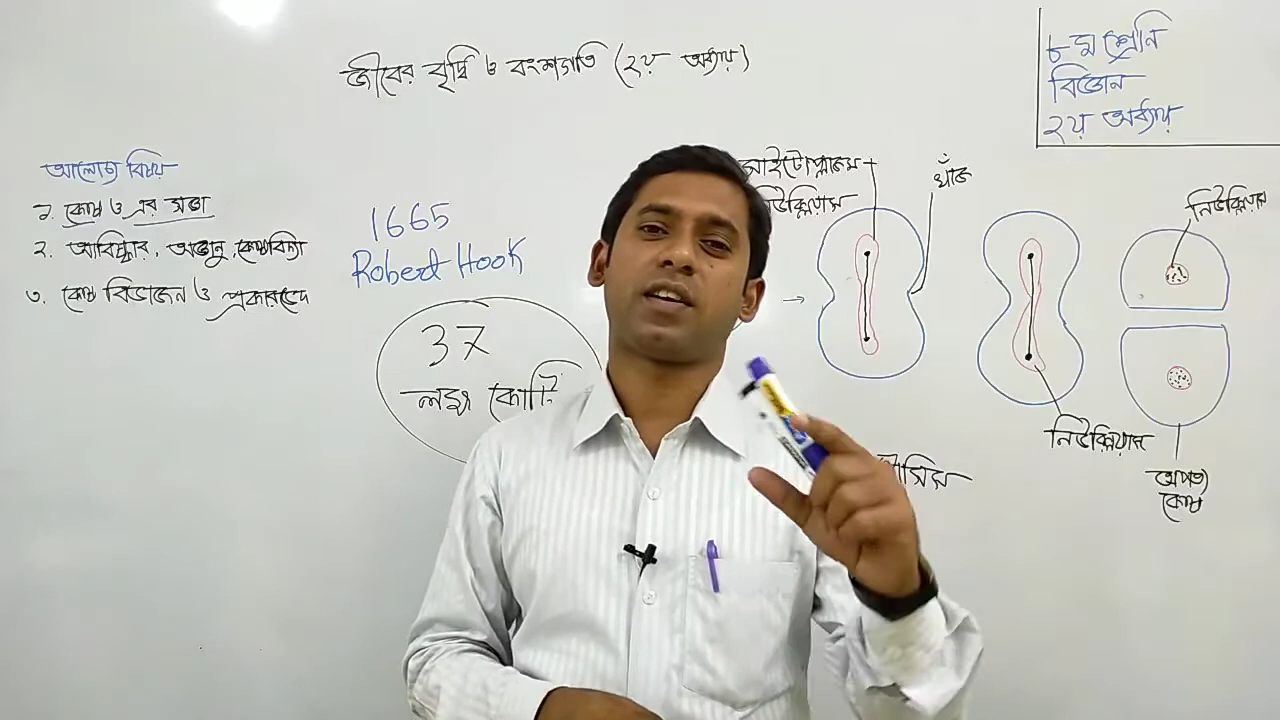 জীবের বৃদ্ধি ও বংশগতি (২য় অধ্যায়)
৮ম শ্রেনি
বিজ্ঞান
২য় অধ্যায়
আলোচ্য বিষয়
১. কোষ ও এর সজ্ঞা
২. আবিষ্কার, অণুজীব, কোষবিদ্যা
৩. কোষ বিভাজন ও প্রকারভেদ
1665
Robert Hook
37
লক্ষ কোটি
সাইটোপ্লাজম
নিউক্লিয়াস
খাঁজ
নিউক্লিয়াস
নিউক্লিয়াস
অপত্য
কোষ